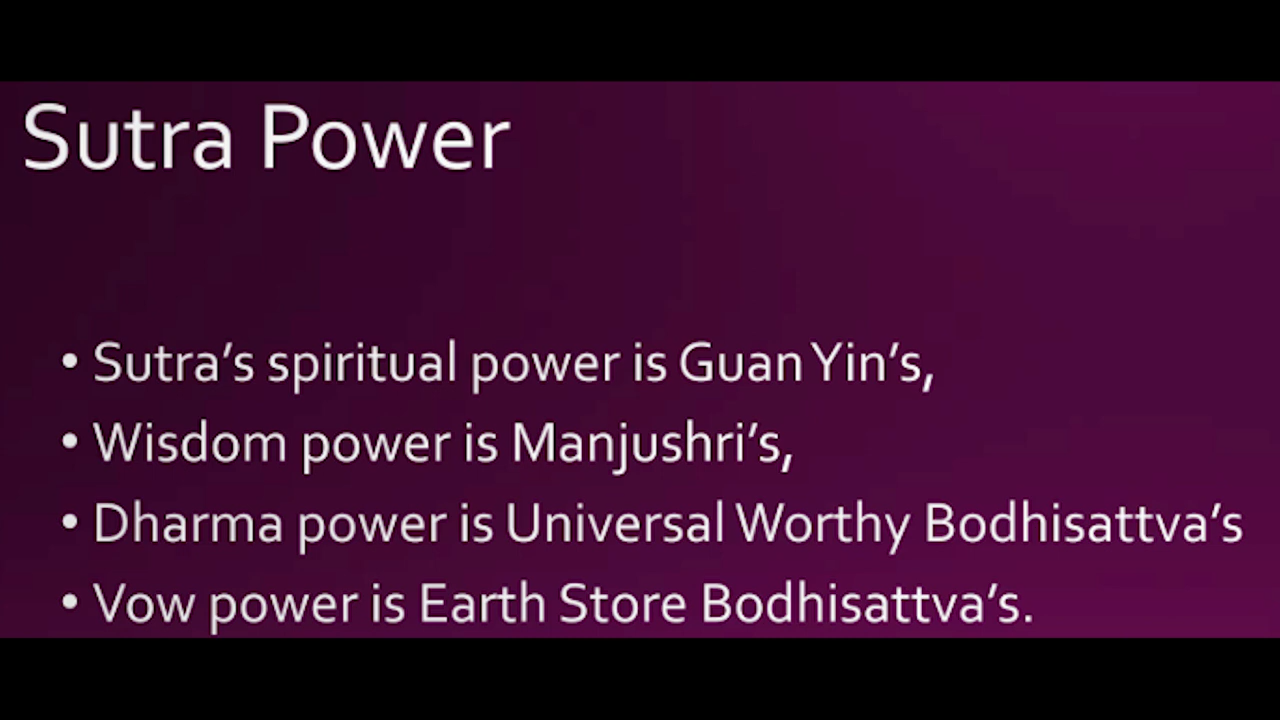 Sutra Power
• Sutra’s spiritual power is Guan Yin’s,
• Wisdom power is Manjushri’s,
• Dharma power is Universal Worthy Bodhisattva’s
• Vow power is Earth Store Bodhisattva’s.